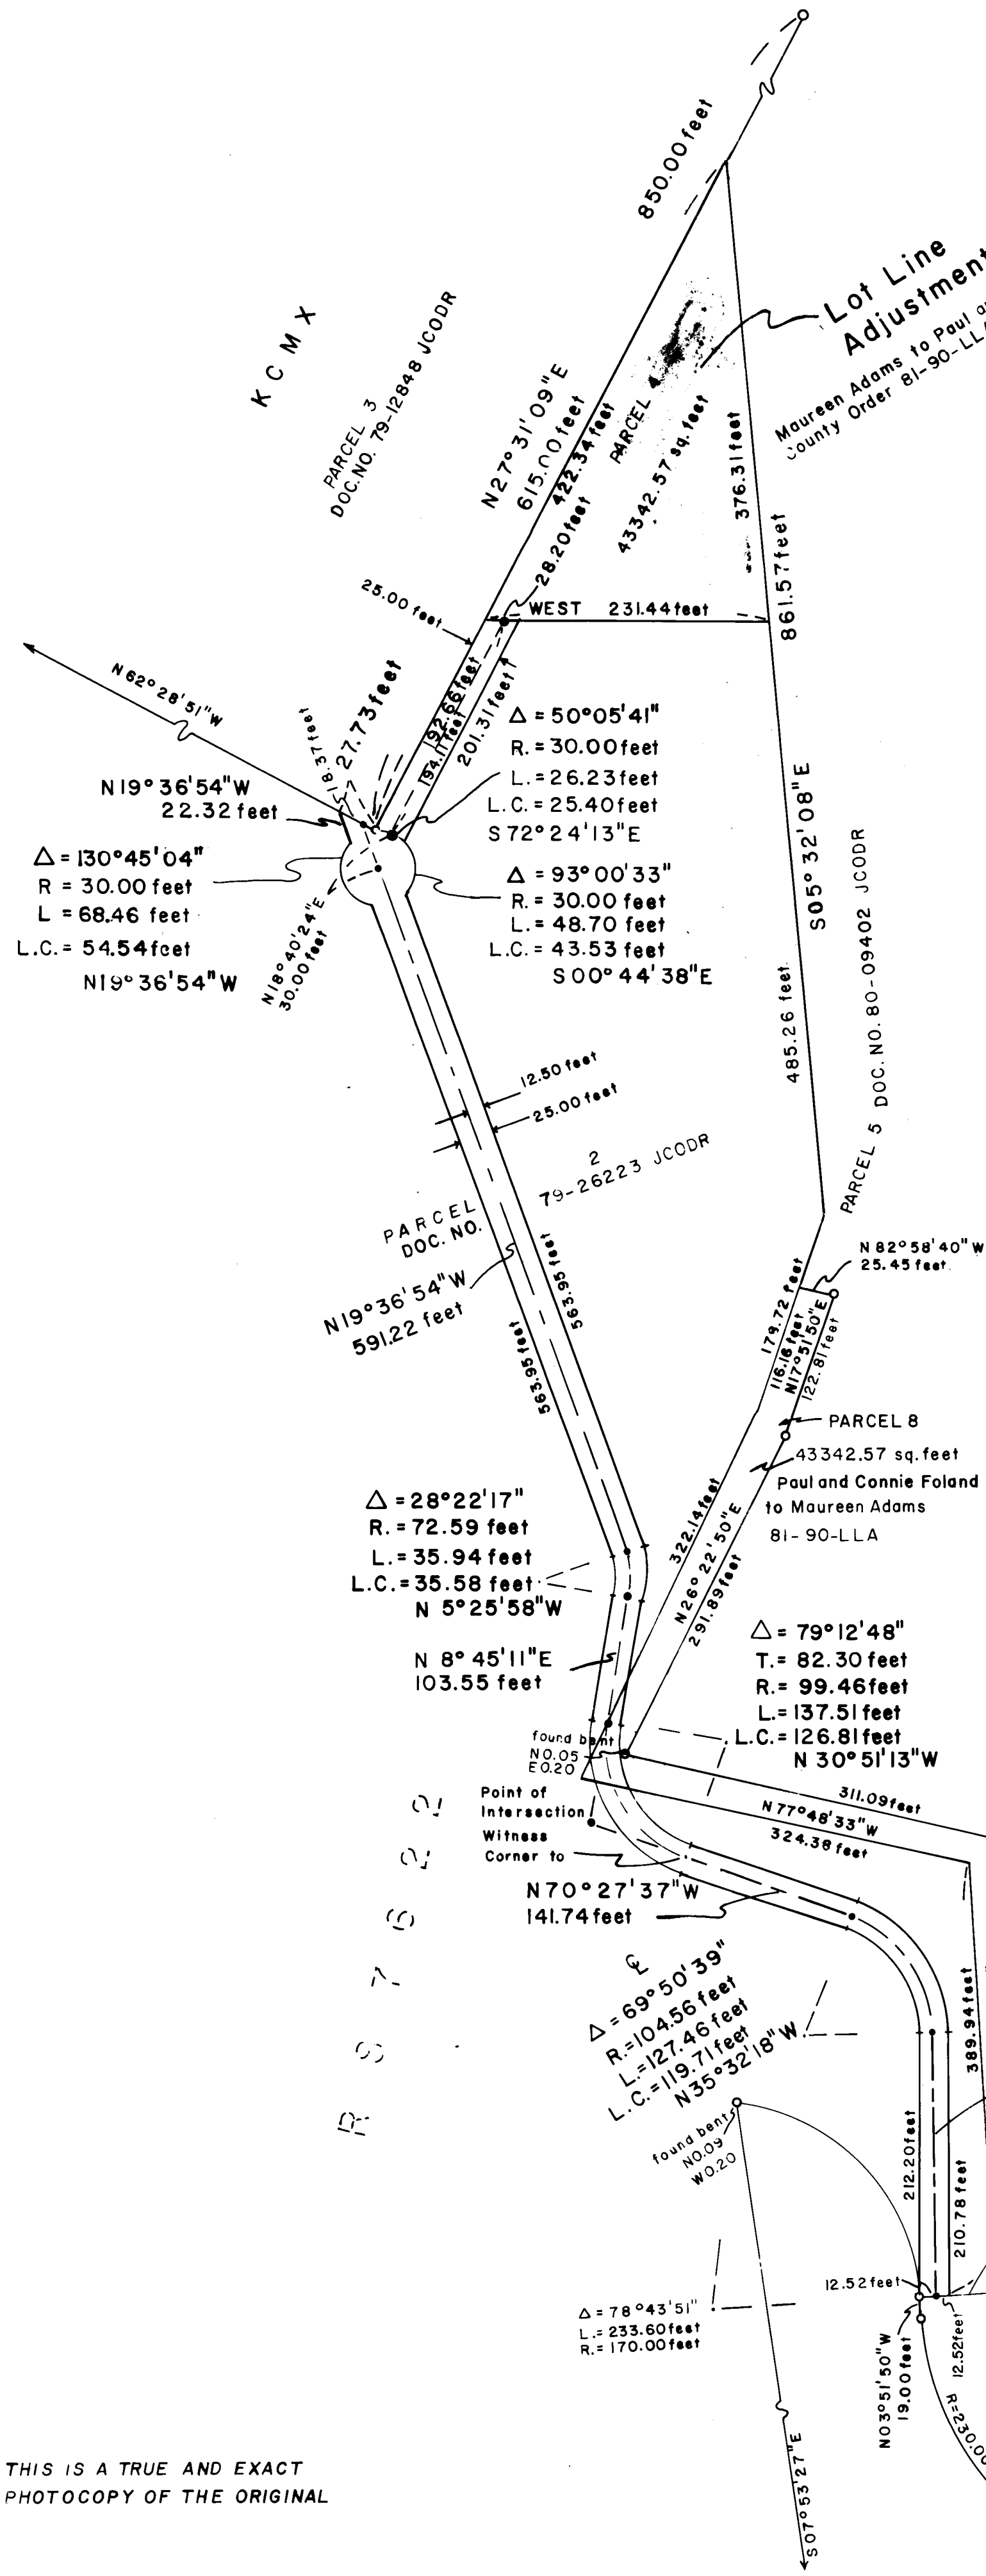 850.00 feet
Lot Line
Adjustment
Maureen Adams to Paul
County Order 81-90-LLA
K C M X
PARCEL 3
DOC.NO. 79-12848 JCODR
N27°31'09"E
615.00 feet
422.34 feet
28.20 feet
PARCEL 4
43342.57 sq. feet
376.31 feet
861.57 feet
25.00 feet
WEST 231.44 feet
N 62°28'51"W
18.37 feet
27.73 feet
192.66 feet
194.11 feet
201.31 feet
N19°36'54"W
22.32 feet
Δ = 50°05'41"
R. = 30.00 feet
L. = 26.23 feet
L.C. = 25.40 feet
S 72°24'13"E
Δ = 130°45'04"
R = 30.00 feet
L = 68.46 feet
L.C. = 54.54 feet
N19°36'54"W
N18°40'24"E
30.00 feet
Δ = 93°00'33"
R. = 30.00 feet
L. = 48.70 feet
L.C. = 43.53 feet
S00°44'38"E
S05°32'08"E
485.26 feet
PARCEL 5 DOC. NO. 80-09402 JCODR
12.50 feet
25.00 feet
PARCEL 2
DOC. NO. 79-26223 JCODR
N19°36'54"W
591.22 feet
563.95 feet
563.95 feet
N 82°58'40"W
25.45 feet
179.72 feet
116.16 feet
N17°51'50"E
122.81 feet
PARCEL 8
43342.57 sq. feet
Paul and Connie Foland
to Maureen Adams
81-90-LLA
322.14 feet
N26°22'50"E
291.89 feet
Δ = 28°22'17"
R. = 72.59 feet
L. = 35.94 feet
L.C. = 35.58 feet
N 5°25'58"W
N 8°45'11"E
103.55 feet
Δ = 79°12'48"
T. = 82.30 feet
R. = 99.46 feet
L. = 137.51 feet
L.C. = 126.81 feet
N 30°51'13"W
found bent
N0.05
E0.20
Point of
Intersection
Witness
Corner to
311.09 feet
N77°48'33"W
324.38 feet
N70°27'37"W
141.74 feet
℄
Δ = 69°50'39"
R. = 104.56 feet
L. = 127.46 feet
L.C. = 119.71 feet
N35°32'18"W
389.94 feet
found bent
N0.09
W0.20
212.20 feet
210.78 feet
12.52 feet
12.52 feet
Δ = 78°43'51"
L. = 233.60 feet
R. = 170.00 feet
N03°51'50"W
19.00 feet
R=230.00
S07°53'27"E
THIS IS A TRUE AND EXACT
PHOTOCOPY OF THE ORIGINAL